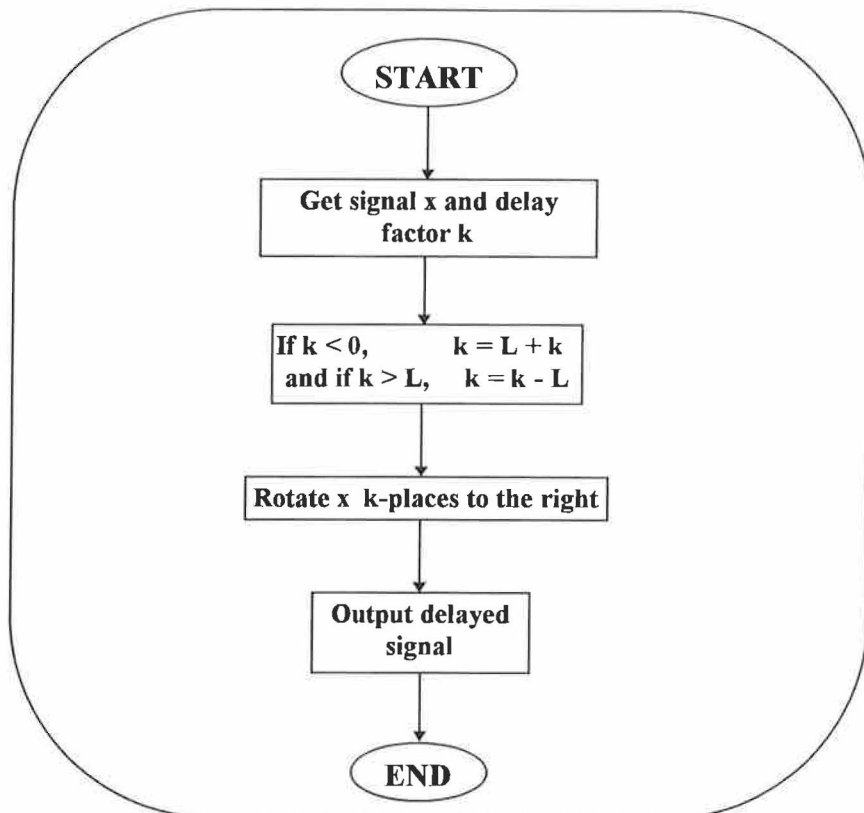 START
Get signal x and delay
factor k
If k < 0, k = L + k
and if k > L, k = k - L
Rotate x k-places to the right
Output delayed
signal
END